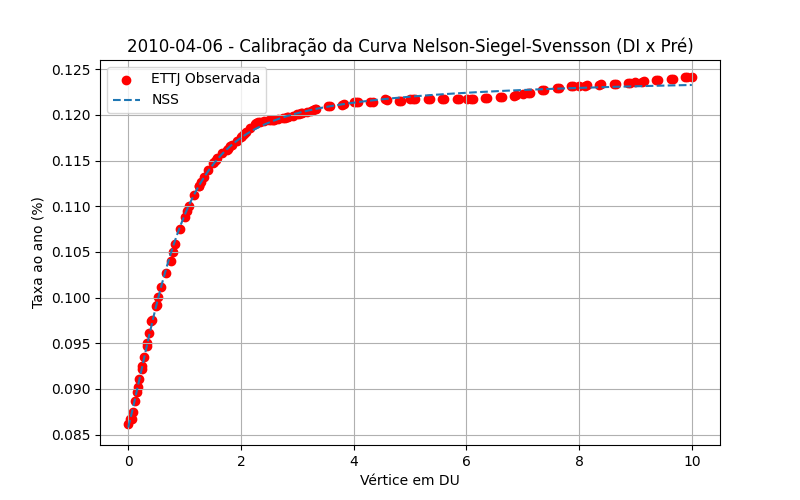 2010-04-06 - Calibração da Curva Nelson-Siegel-Svensson (DI x Pré)
ETTJ Observada
NSS
Taxa ao ano (%)
0.125
0.120
0.115
0.110
0.105
0.100
0.095
0.090
0.085
0 2 4 6 8 10
Vértice em DU